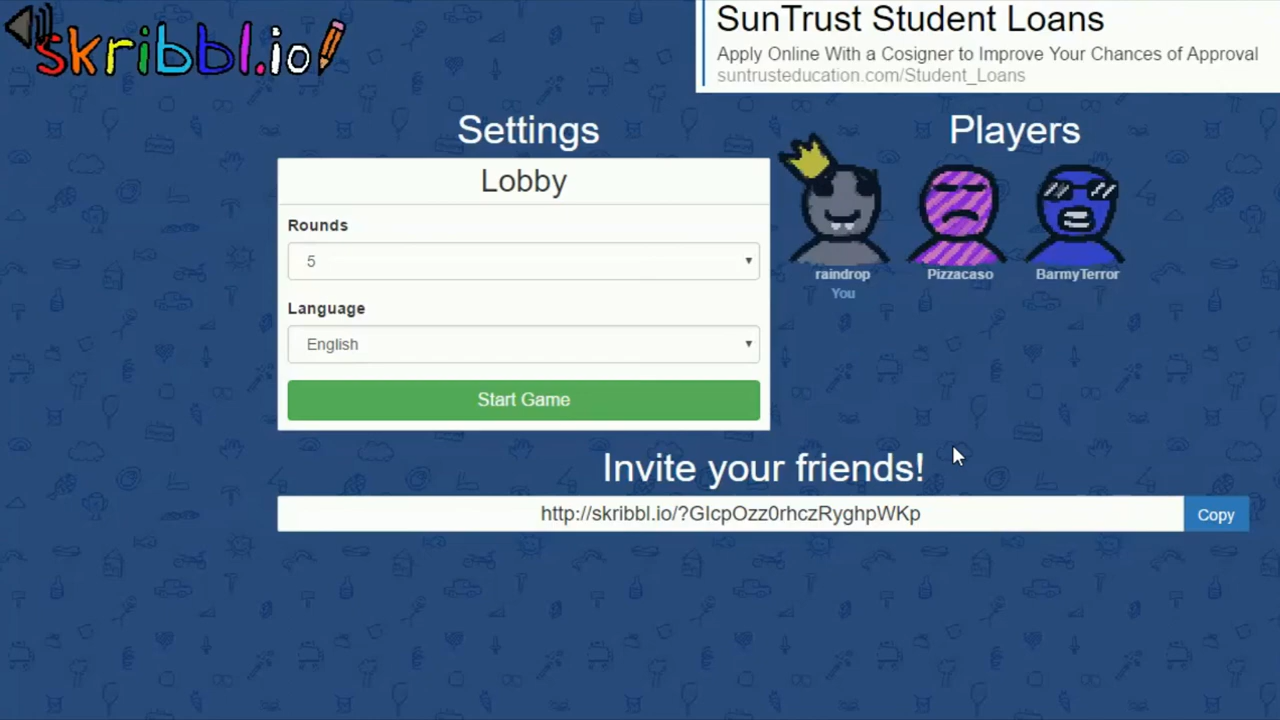 skribbl.io
SunTrust Student Loans
Apply Online With a Cosigner to Improve Your Chances of Approval
suntrusteducation.com/Student_Loans
Settings
Lobby
Rounds
5
Language
English
Start Game
Players
raindrop
You
Pizzacaso
BarmyTerror
Invite your friends!
http://skribbl.io/?GlcpOzz0rhczRyghpWKp
Copy